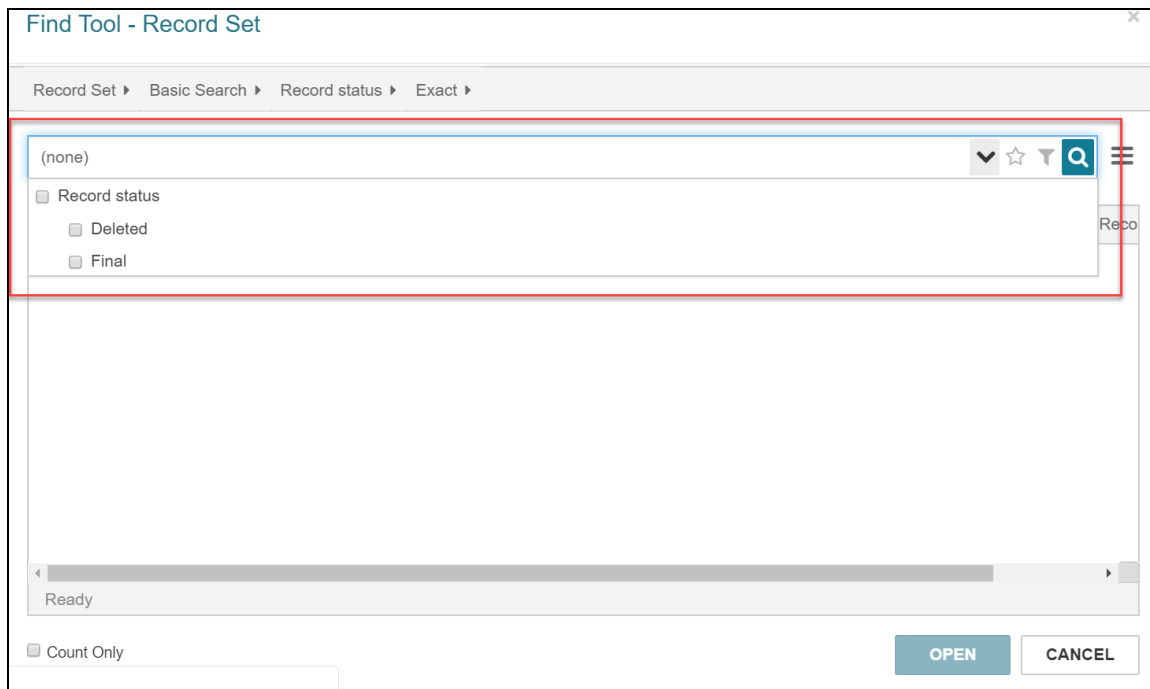 Find Tool - Record Set
Record Set Basic Search Record status Exact
(none)
Record status
Deleted
Final
Reco
Ready
Count Only
OPEN CANCEL